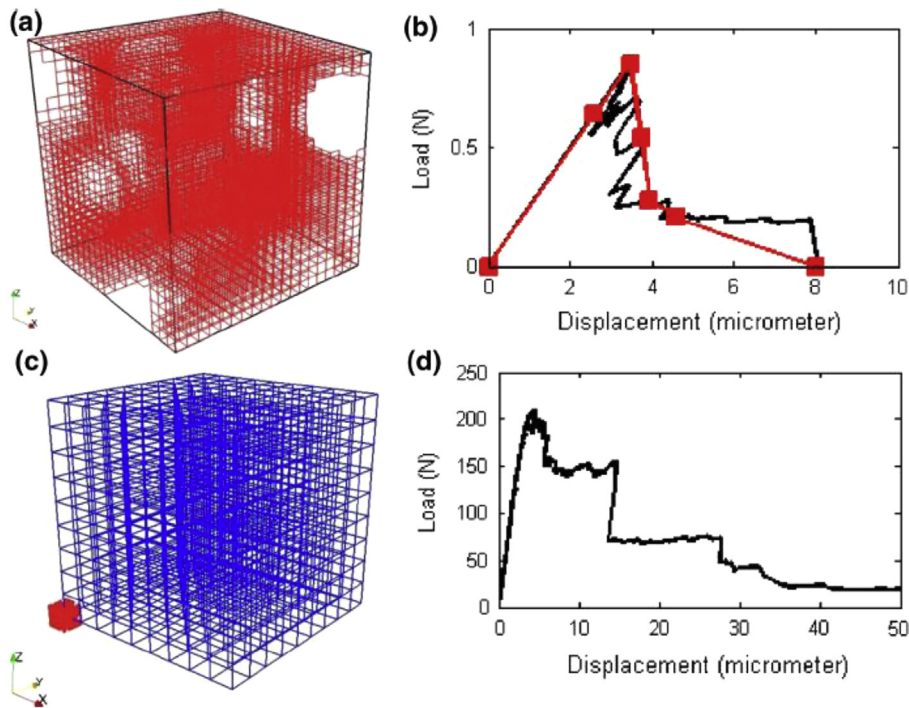 (a)
Z
Y
X
(b)
1
0.5
0
Load (N)
0 2 4 6 8 10
Displacement (micrometer)
(c)
Z
Y
X
(d)
250
200
150
100
50
0
Load (N)
0 10 20 30 40 50
Displacement (micrometer)